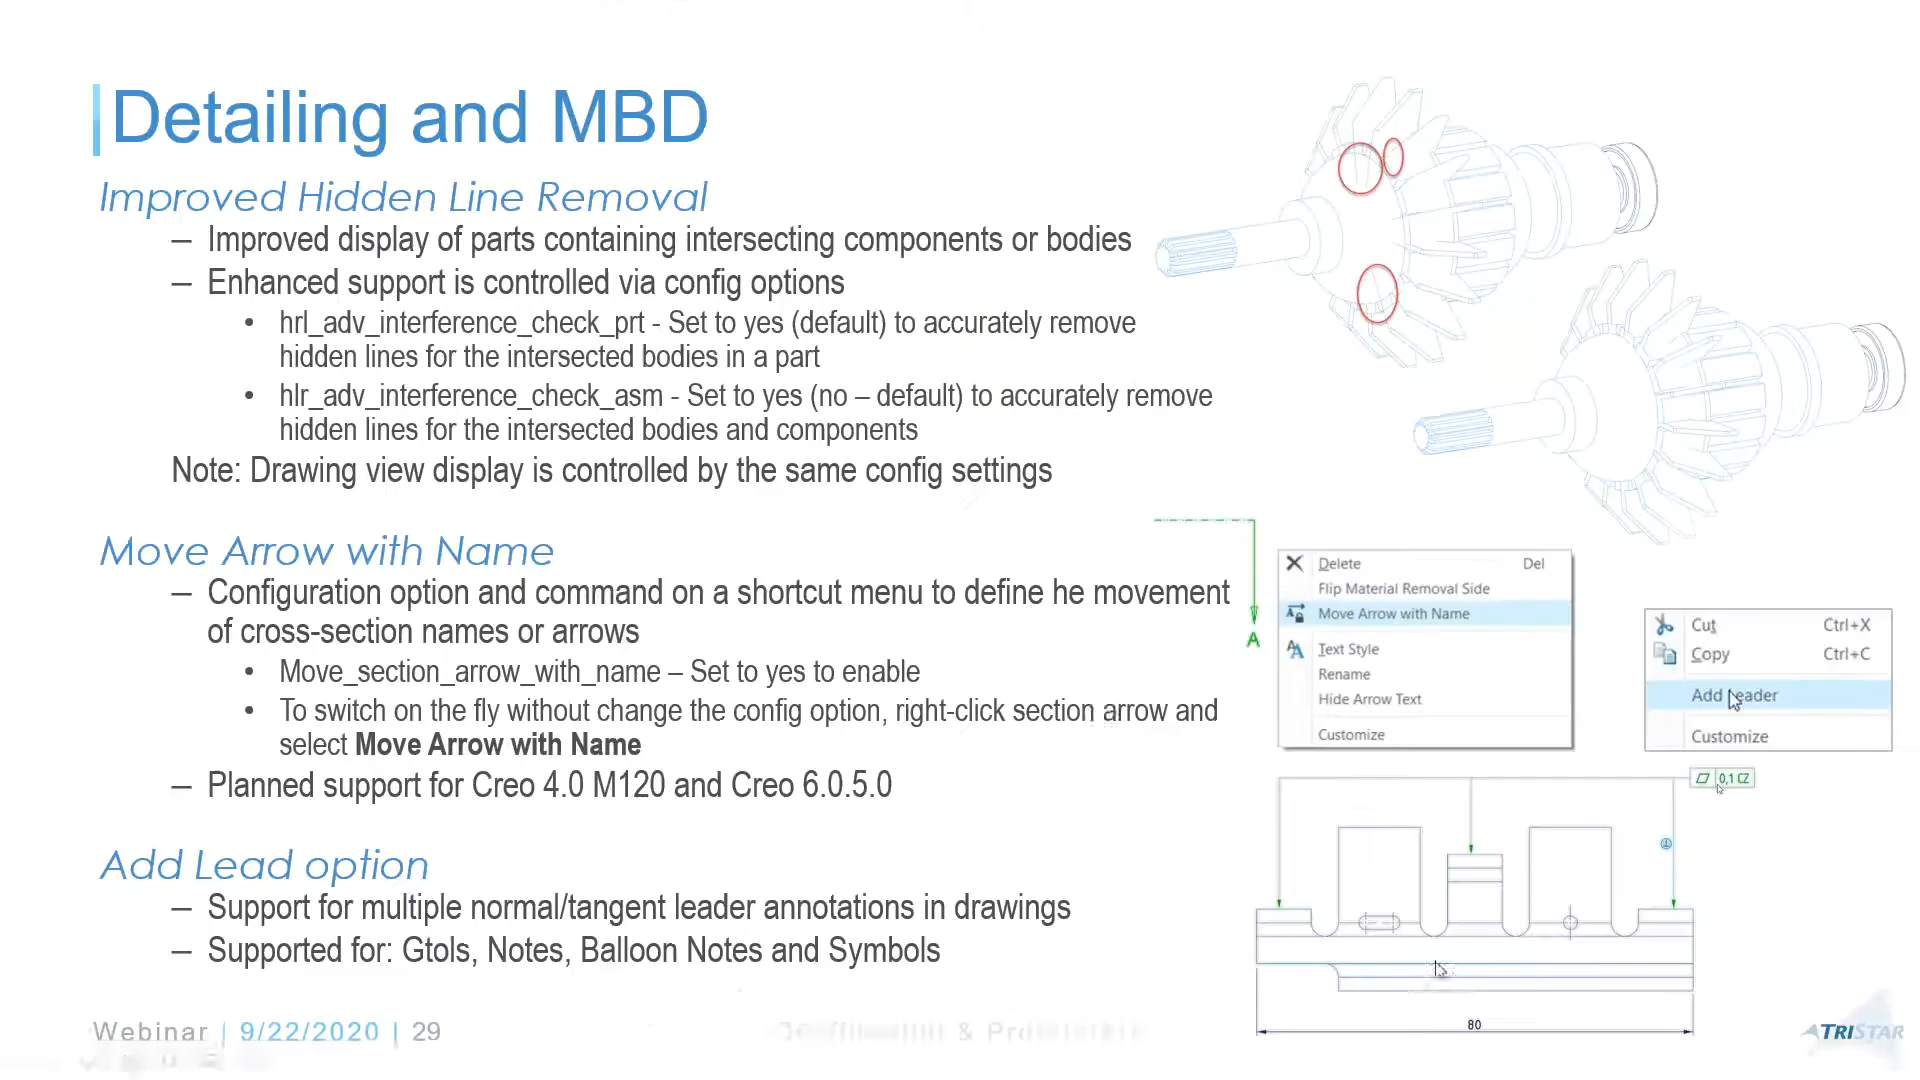 Detailing and MBD
Improved Hidden Line Removal
– Improved display of parts containing intersecting components or bodies
– Enhanced support is controlled via config options
• hrl_adv_interference_check_prt - Set to yes (default) to accurately remove
hidden lines for the intersected bodies in a part
• hlr_adv_interference_check_asm - Set to yes (no – default) to accurately remove
hidden lines for the intersected bodies and components
Note: Drawing view display is controlled by the same config settings
Move Arrow with Name
– Configuration option and command on a shortcut menu to define he movement
of cross-section names or arrows
• Move_section_arrow_with_name – Set to yes to enable
• To switch on the fly without change the config option, right-click section arrow and
select Move Arrow with Name
– Planned support for Creo 4.0 M120 and Creo 6.0.5.0
Add Lead option
– Support for multiple normal/tangent leader annotations in drawings
– Supported for: Gtols, Notes, Balloon Notes and Symbols
A
Delete Del
Flip Material Removal Side
Move Arrow with Name
Text Style
Rename
Hide Arrow Text
Customize
Cut Ctrl+X
Copy Ctrl+C
Add Leader
Customize
0,1 CZ
80
Webinar | 9/22/2020 | 29
TRISTAR